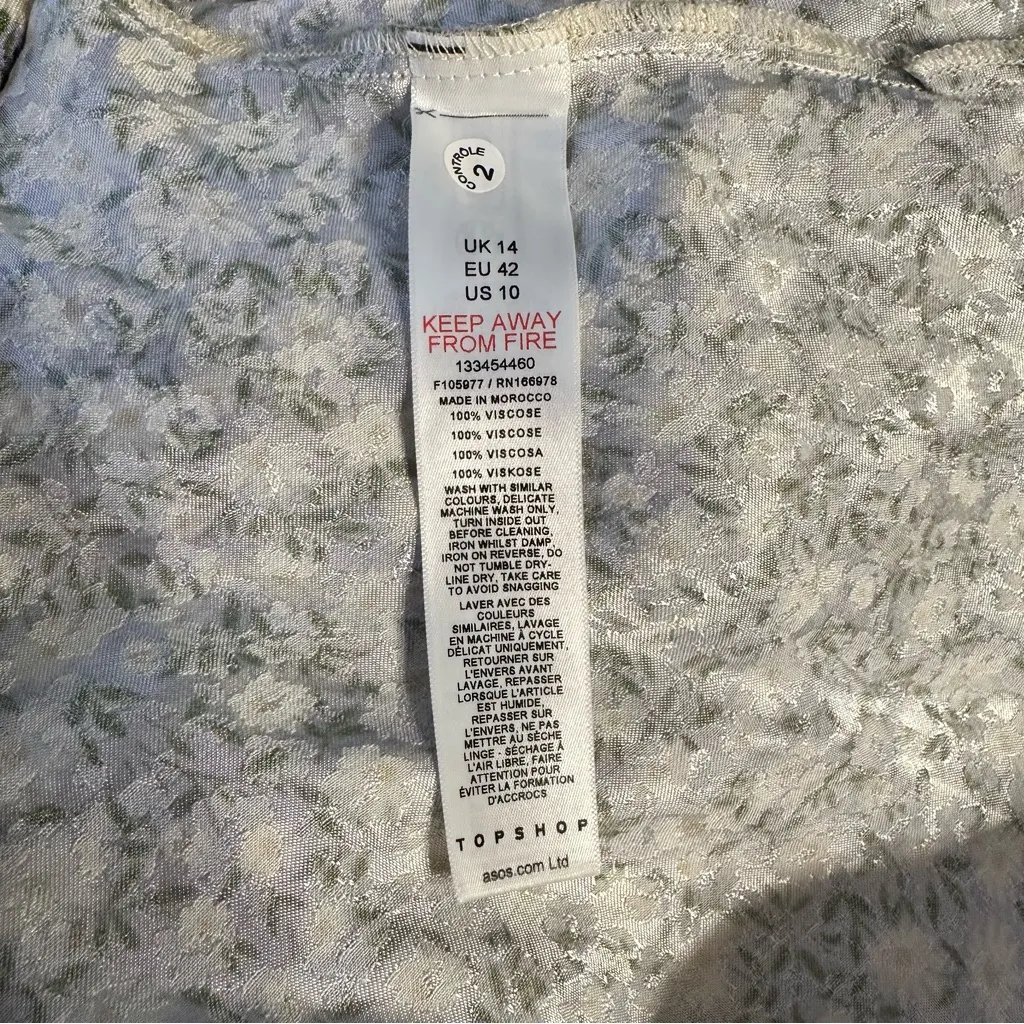 CONTRÔLE
2
UK 14
EU 42
US 10
KEEP AWAY
FROM FIRE
133454460
F105977 / RN166978
MADE IN MOROCCO
100% VISCOSE
100% VISCOSE
100% VISCOSA
100% VISKOSE
WASH WITH SIMILAR
COLOURS, DELICATE
MACHINE WASH ONLY,
TURN INSIDE OUT
BEFORE CLEANING,
IRON WHILST DAMP,
IRON ON REVERSE, DO
NOT TUMBLE DRY-
LINE DRY, TAKE CARE
TO AVOID SNAGGING
LAVER AVEC DES
COULEURS
SIMILAIRES, LAVAGE
EN MACHINE À CYCLE
DÉLICAT UNIQUEMENT,
RETOURNER SUR
L'ENVERS AVANT
LAVAGE, REPASSER
LORSQUE L'ARTICLE
EST HUMIDE,
REPASSER SUR
L'ENVERS, NE PAS
METTRE AU SÈCHE
LINGE - SÉCHAGE À
L'AIR LIBRE, FAIRE
ATTENTION POUR
ÉVITER LA FORMATION
D'ACCROCS
TOPSHOP
asos.com Ltd